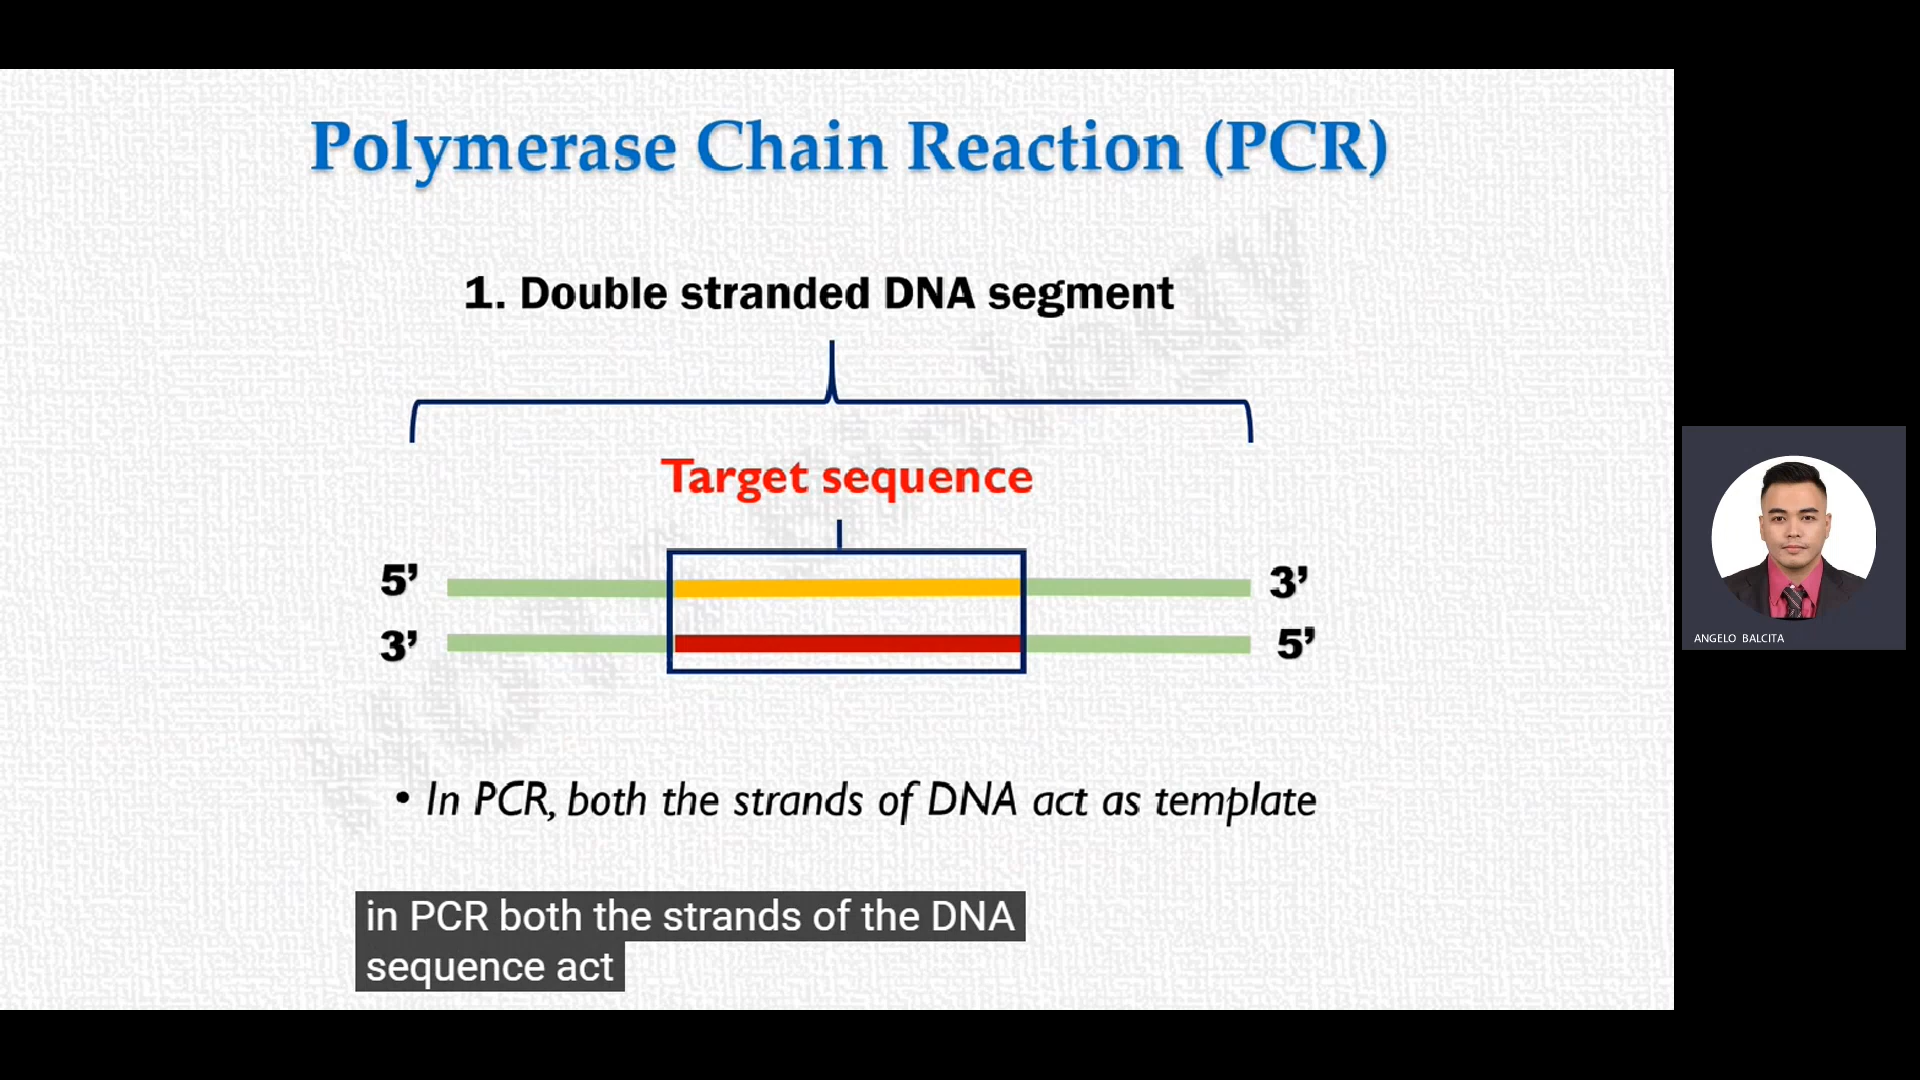 Polymerase Chain Reaction (PCR)
1. Double stranded DNA segment
Target sequence
5’ 3’
3’ 5’
• In PCR, both the strands of DNA act as template
in PCR both the strands of the DNA
sequence act
ANGELO BALCITA